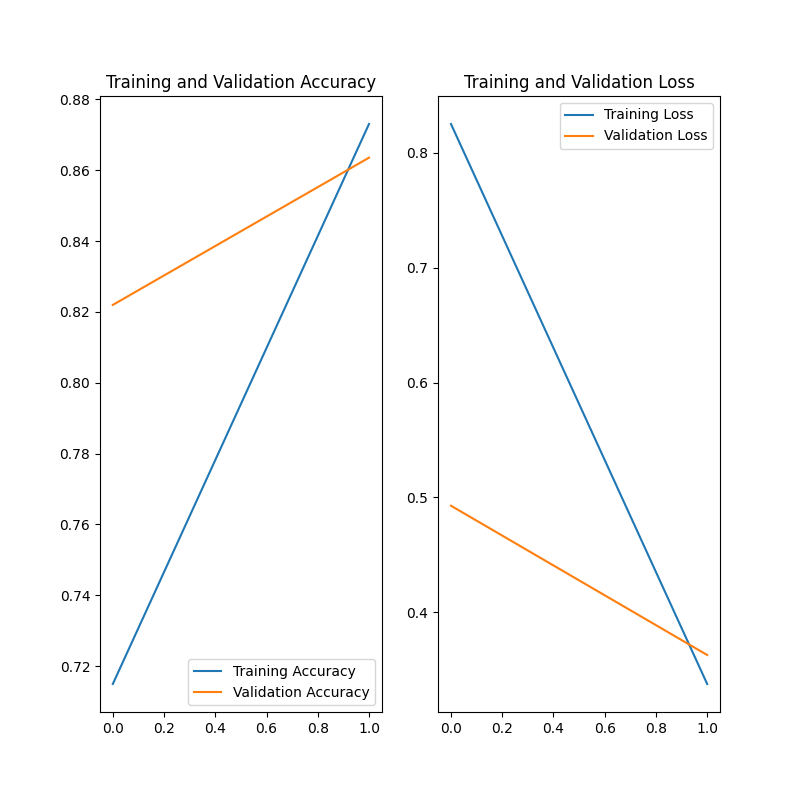 Training and Validation Accuracy
0.88
0.86
0.84
0.82
0.80
0.78
0.76
0.74
0.72
Training Accuracy
Validation Accuracy
0.0 0.2 0.4 0.6 0.8 1.0
Training and Validation Loss
Training Loss
Validation Loss
0.8
0.7
0.6
0.5
0.4
0.0 0.2 0.4 0.6 0.8 1.0